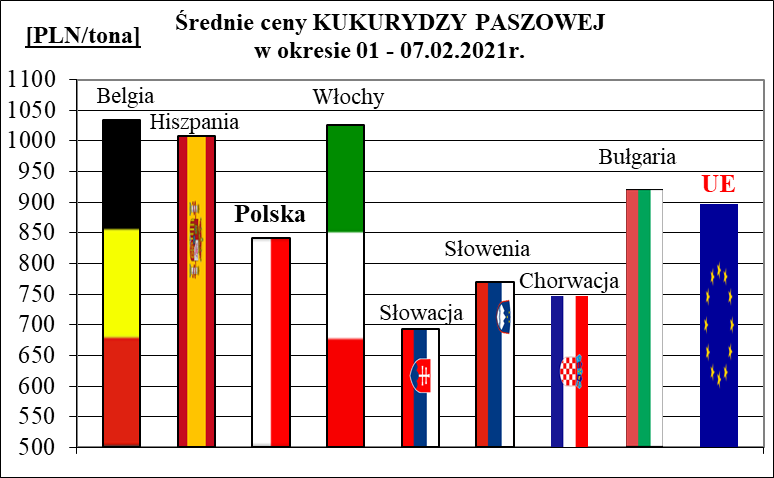 [PLN/tona]
Średnie ceny KUKURYDZY PASZOWEJ
w okresie 01 - 07.02.2021r.
1100
1050
1000
950
900
850
800
750
700
650
600
550
500
Belgia
Hiszpania
Polska
Włochy
Słowacja
Słowenia
Chorwacja
Bułgaria
UE